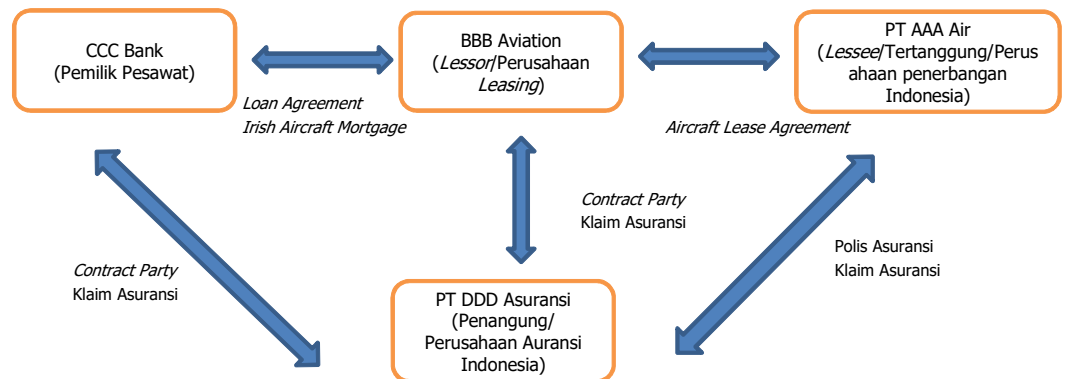 CCC Bank
(Pemilik Pesawat)
BBB Aviation
(Lessor/Perusahaan
Leasing)
PT AAA Air
(Lessee/Tertanggung/Perus
ahaan penerbangan
Indonesia)
Loan Agreement
Irish Aircraft Mortgage
Aircraft Lease Agreement
Contract Party
Klaim Asuransi
Contract Party
Klaim Asuransi
Polis Asuransi
Klaim Asuransi
PT DDD Asuransi
(Penangung/
Perusahaan Auransi
Indonesia)